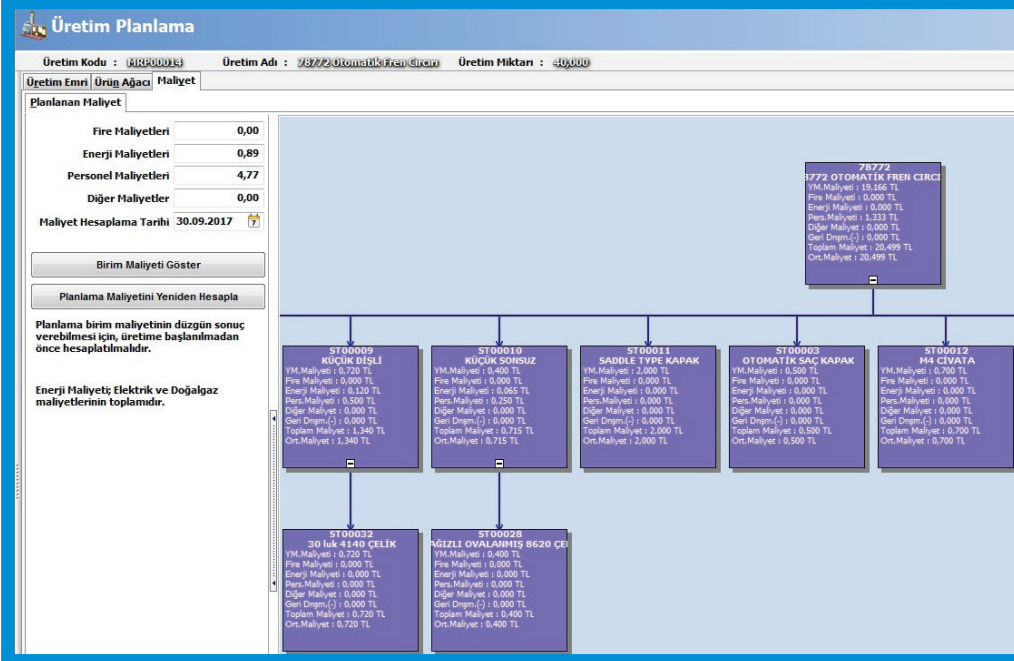 Üretim Planlama
Üretim Kodu : MRP00014 Üretim Adı : 78772 Otomatik Fren Cırcırı Üretim Miktarı : 40,000
Üretim Emri Ürün Ağacı Maliyet
Planlanan Maliyet
Fire Maliyetleri 0,00
Enerji Maliyetleri 0,89
Personel Maliyetleri 4,77
Diğer Maliyetler 0,00
Maliyet Hesaplama Tarihi 30.09.2017
Birim Maliyeti Göster
Planlama Maliyetini Yeniden Hesapla
Planlama birim maliyetinin düzgün sonuç
verebilmesi için, üretime başlanılmadan
önce hesaplatılmalıdır.
Enerji Maliyeti; Elektrik ve Doğalgaz
maliyetlerinin toplamıdır.
78772
8772 OTOMATİK FREN CIRCI
YM.Maliyeti : 19,166 TL
Fire Maliyeti : 0,000 TL
Enerji Maliyeti : 0,000 TL
Pers.Maliyeti : 1,333 TL
Diğer Maliyet : 0,000 TL
Geri Dnşm.(-) : 0,000 TL
Toplam Maliyet : 20,499 TL
Ort.Maliyet : 20,499 TL
ST00009
KÜÇÜK DİŞLİ
YM.Maliyeti : 0,720 TL
Fire Maliyeti : 0,000 TL
Enerji Maliyeti : 0,120 TL
Pers.Maliyeti : 0,500 TL
Diğer Maliyet : 0,000 TL
Geri Dnşm.(-) : 0,000 TL
Toplam Maliyet : 1,340 TL
Ort.Maliyet : 1,340 TL
ST00010
KÜÇÜK SONSUZ
YM.Maliyeti : 0,400 TL
Fire Maliyeti : 0,000 TL
Enerji Maliyeti : 0,065 TL
Pers.Maliyeti : 0,250 TL
Diğer Maliyet : 0,000 TL
Geri Dnşm.(-) : 0,000 TL
Toplam Maliyet : 0,715 TL
Ort.Maliyet : 0,715 TL
ST00011
SADDLE TYPE KAPAK
YM.Maliyeti : 2,000 TL
Fire Maliyeti : 0,000 TL
Enerji Maliyeti : 0,000 TL
Pers.Maliyeti : 0,000 TL
Diğer Maliyet : 0,000 TL
Geri Dnşm.(-) : 0,000 TL
Toplam Maliyet : 2,000 TL
Ort.Maliyet : 2,000 TL
ST00003
OTOMATİK SAÇ KAPAK
YM.Maliyeti : 0,500 TL
Fire Maliyeti : 0,000 TL
Enerji Maliyeti : 0,000 TL
Pers.Maliyeti : 0,000 TL
Diğer Maliyet : 0,000 TL
Geri Dnşm.(-) : 0,000 TL
Toplam Maliyet : 0,500 TL
Ort.Maliyet : 0,500 TL
ST00012
M4 CİVATA
YM.Maliyeti : 0,700 TL
Fire Maliyeti : 0,000 TL
Enerji Maliyeti : 0,000 TL
Pers.Maliyeti : 0,000 TL
Diğer Maliyet : 0,000 TL
Geri Dnşm.(-) : 0,000 TL
Toplam Maliyet : 0,700 TL
Ort.Maliyet : 0,700 TL
ST00032
30 luk 4140 ÇELİK
YM.Maliyeti : 0,720 TL
Fire Maliyeti : 0,000 TL
Enerji Maliyeti : 0,000 TL
Pers.Maliyeti : 0,000 TL
Diğer Maliyet : 0,000 TL
Geri Dnşm.(-) : 0,000 TL
Toplam Maliyet : 0,720 TL
Ort.Maliyet : 0,720 TL
ST00028
AĞIZLI OVALANMIŞ 8620 ÇE
YM.Maliyeti : 0,400 TL
Fire Maliyeti : 0,000 TL
Enerji Maliyeti : 0,000 TL
Pers.Maliyeti : 0,000 TL
Diğer Maliyet : 0,000 TL
Geri Dnşm.(-) : 0,000 TL
Toplam Maliyet : 0,400 TL
Ort.Maliyet : 0,400 TL